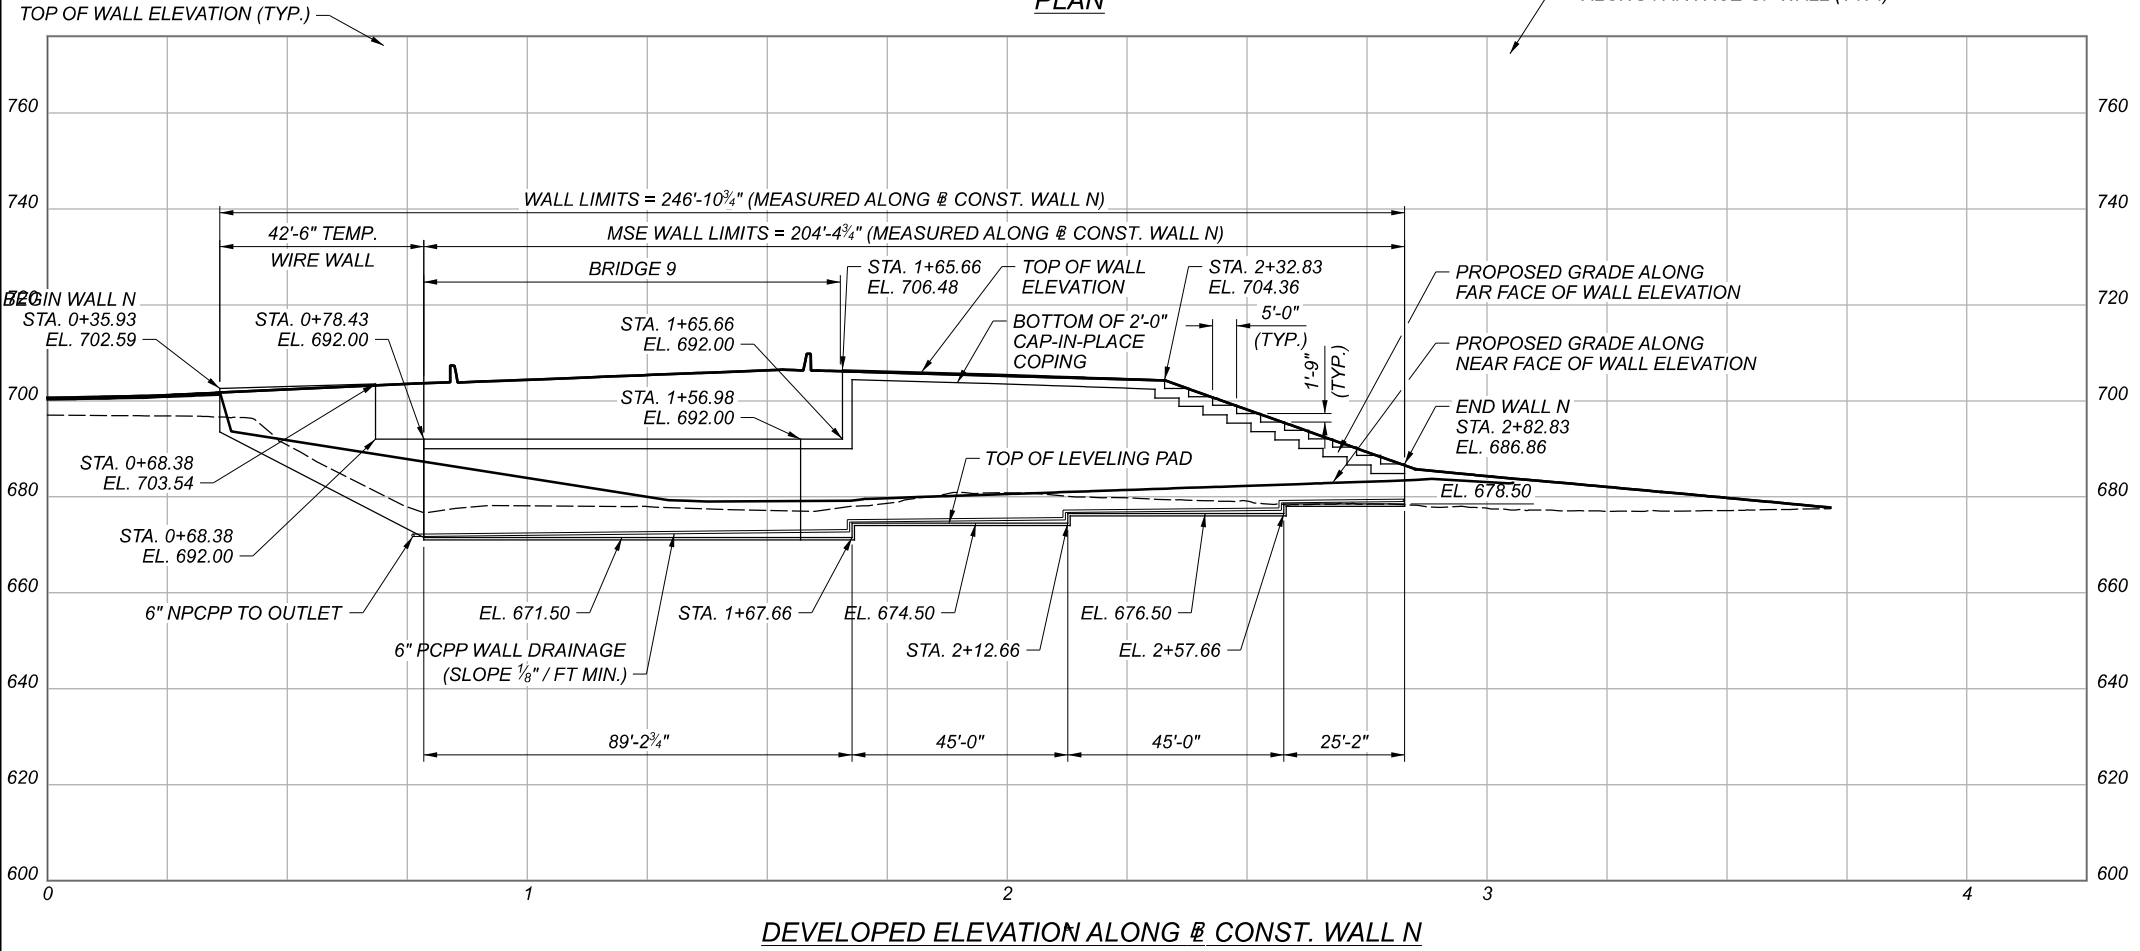 PLAN
TOP OF WALL ELEVATION (TYP.)
760
760
740
740
WALL LIMITS = 246'-10¾" (MEASURED ALONG ⅊ CONST. WALL N)
42'-6" TEMP.
WIRE WALL
MSE WALL LIMITS = 204'-4¾" (MEASURED ALONG ⅊ CONST. WALL N)
BRIDGE 9
STA. 1+65.66
EL. 706.48
TOP OF WALL
ELEVATION
STA. 2+32.83
EL. 704.36
PROPOSED GRADE ALONG
FAR FACE OF WALL ELEVATION
720
720
BEGIN WALL N
STA. 0+35.93
EL. 702.59
STA. 0+78.43
EL. 692.00
STA. 1+65.66
EL. 692.00
BOTTOM OF 2'-0"
CAP-IN-PLACE
COPING
5'-0"
(TYP.)
1'-9"
(TYP.)
PROPOSED GRADE ALONG
NEAR FACE OF WALL ELEVATION
700
700
STA. 1+56.98
EL. 692.00
END WALL N
STA. 2+82.83
EL. 686.86
STA. 0+68.38
EL. 703.54
TOP OF LEVELING PAD
680
680
EL. 678.50
STA. 0+68.38
EL. 692.00
660
660
6" NPCPP TO OUTLET
EL. 671.50
STA. 1+67.66
EL. 674.50
EL. 676.50
6" PCPP WALL DRAINAGE
(SLOPE ⅛" / FT MIN.)
STA. 2+12.66
EL. 2+57.66
640
640
89'-2¾"
45'-0"
45'-0"
25'-2"
620
620
600
600
0
1
2
3
4
DEVELOPED ELEVATION ALONG ⅊ CONST. WALL N